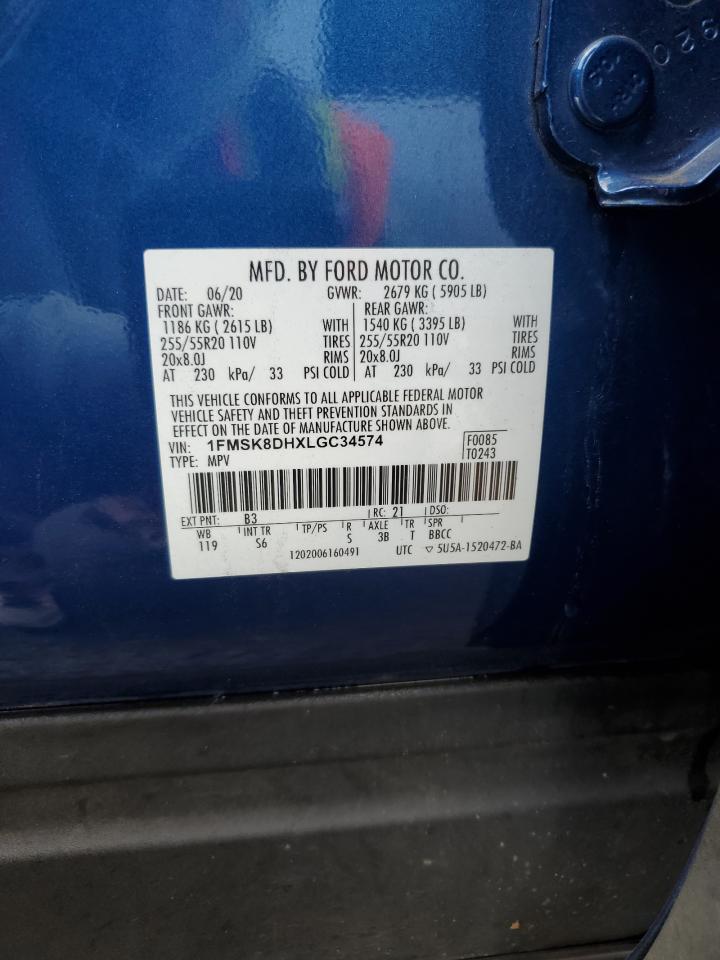 920
MFD. BY FORD MOTOR CO.
DATE: 06/20 GVWR: 2679 KG ( 5905 LB)
FRONT GAWR: REAR GAWR:
1186 KG ( 2615 LB) WITH 1540 KG ( 3395 LB) WITH
255/55R20 110V TIRES 255/55R20 110V TIRES
20x8.0J RIMS 20x8.0J RIMS
AT 230 kPa/ 33 PSI COLD AT 230 kPa/ 33 PSI COLD
THIS VEHICLE CONFORMS TO ALL APPLICABLE FEDERAL MOTOR
VEHICLE SAFETY AND THEFT PREVENTION STANDARDS IN
EFFECT ON THE DATE OF MANUFACTURE SHOWN ABOVE.
VIN: 1FMSK8DHXLGC34574 F0085
TYPE: MPV T0243
EXT PNT: B3 RC: 21 DSO:
WB INT TR TP/PS R AXLE TR SPR
119 S6 S 3B T BBCC
1202006160491 UTC ▽ 5U5A-1520472-BA